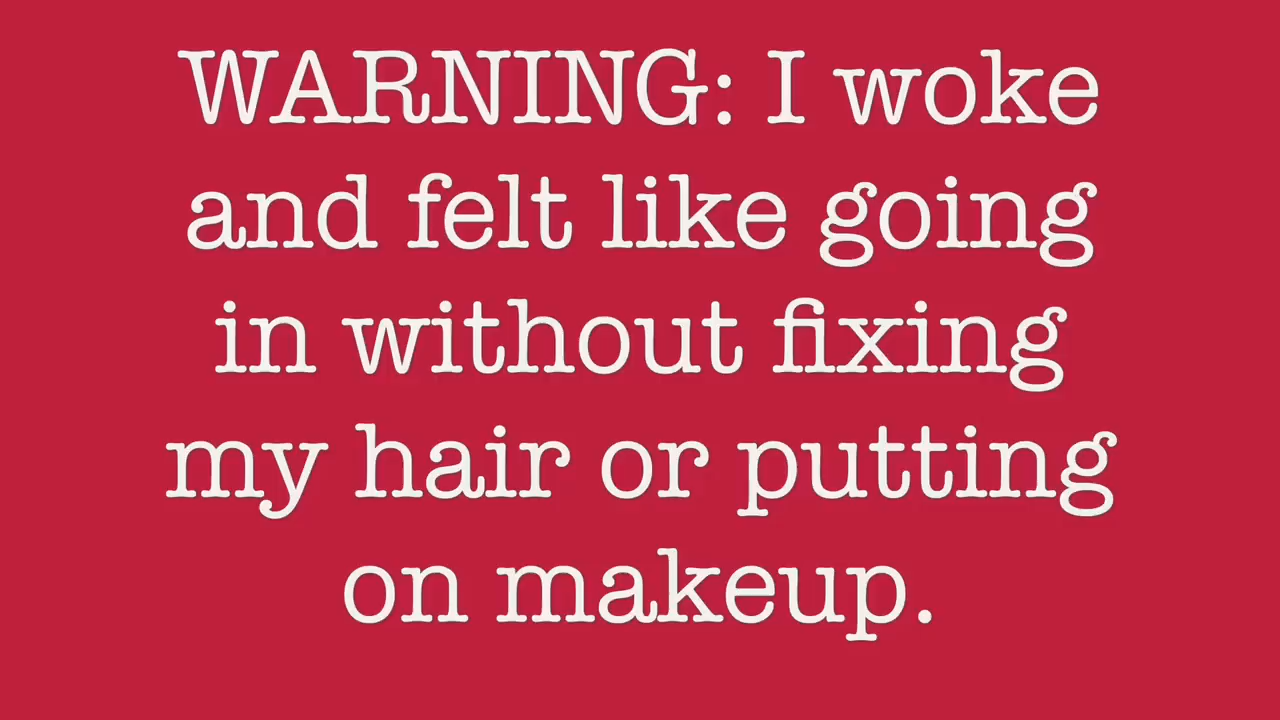 WARNING: I woke
and felt like going
in without fixing
my hair or putting
on makeup.